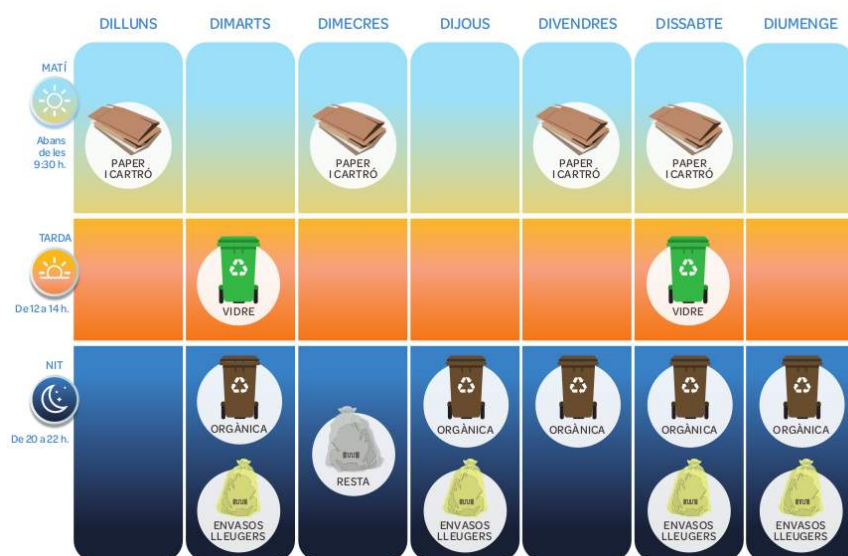 DILLUNS DIMARTS DIMECRES DIJOUS DIVENDRES DISSABTE DIUMENGE
MATÍ
Abans
de les
9:30 h.
PAPER
I CARTRÓ
PAPER
I CARTRÓ
PAPER
I CARTRÓ
PAPER
I CARTRÓ
TARDA
De 12 a 14 h.
VIDRE
VIDRE
NIT
De 20 a 22 h.
ORGÀNICA
RESTA
ORGÀNICA
ORGÀNICA
ORGÀNICA
ORGÀNICA
ENVASOS
LLEUGERS
ENVASOS
LLEUGERS
ENVASOS
LLEUGERS
ENVASOS
LLEUGERS